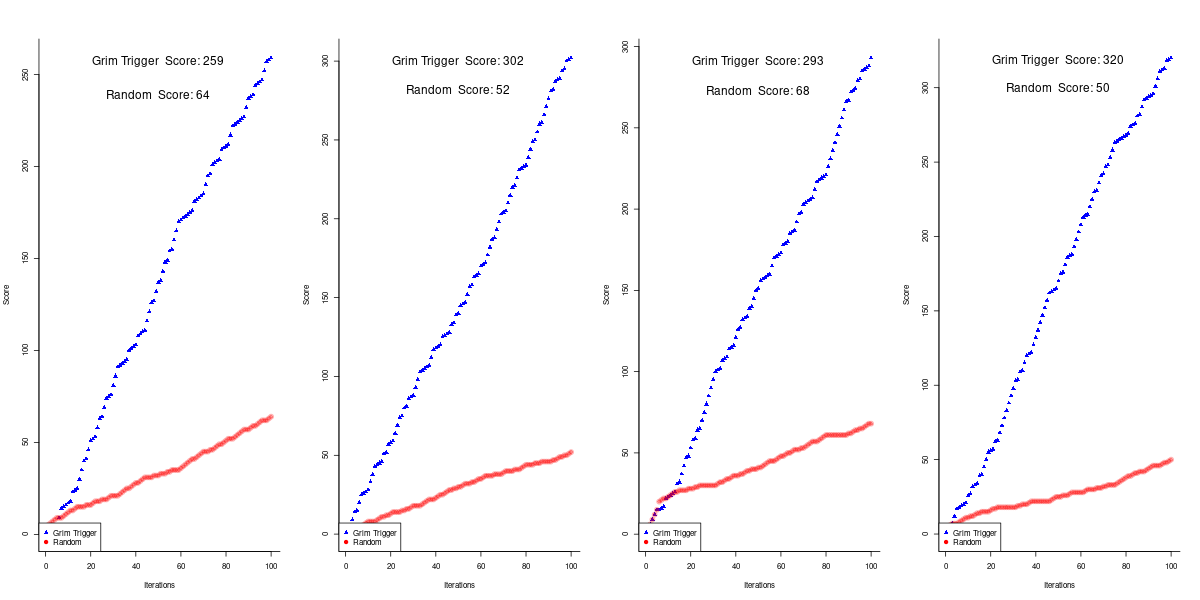 Grim Trigger Score: 259
Random Score: 64
Score
250
200
150
100
50
0
Grim Trigger
Random
0 20 40 60 80 100
Iterations
Grim Trigger Score: 302
Random Score: 52
Score
300
250
200
150
100
50
0
Grim Trigger
Random
0 20 40 60 80 100
Iterations
Grim Trigger Score: 293
Random Score: 68
Score
300
250
200
150
100
50
0
Grim Trigger
Random
0 20 40 60 80 100
Iterations
Grim Trigger Score: 320
Random Score: 50
Score
300
250
200
150
100
50
0
Grim Trigger
Random
0 20 40 60 80 100
Iterations